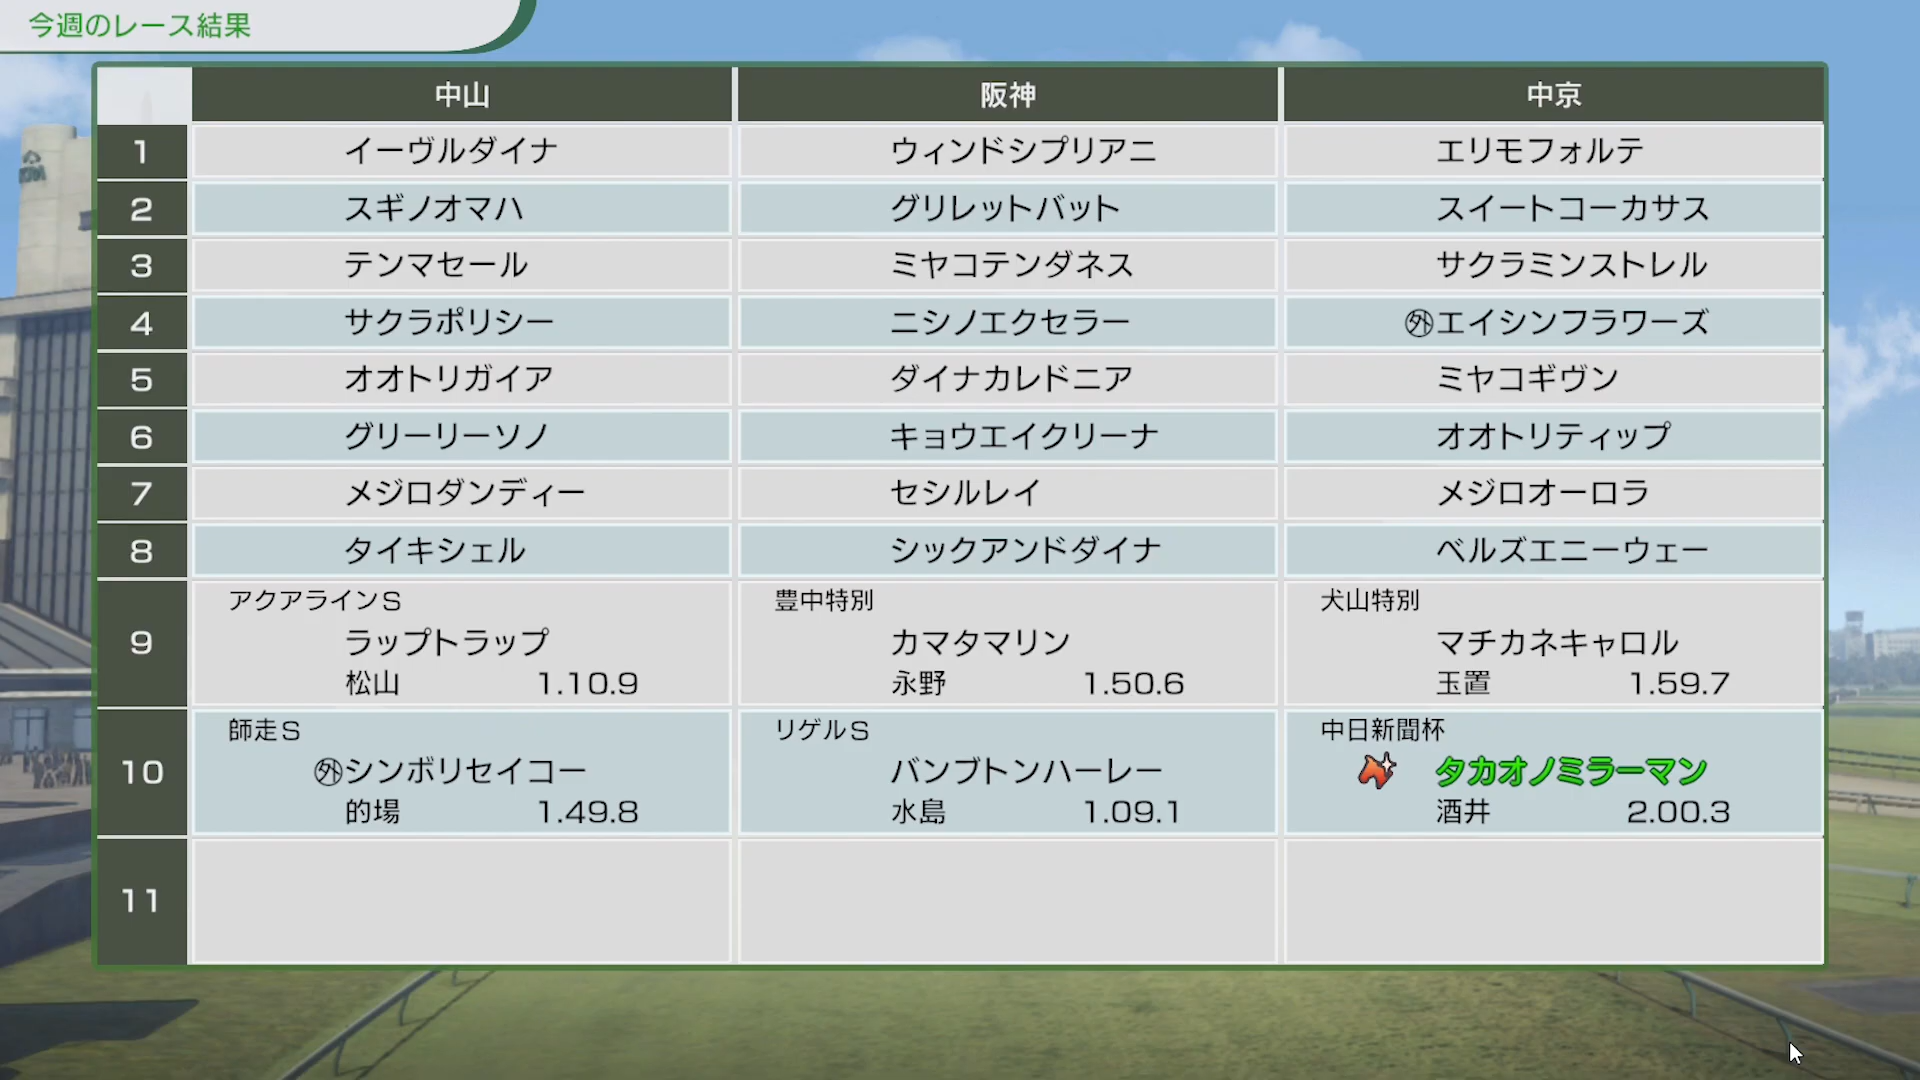 今週のレース結果
中山 阪神 中京
1 イーヴルダイナ ウィンドシプリアニ エリモフォルテ
2 スギノオマハ グリレットバット スイートコーカサス
3 テンマセール ミヤコテンダネス サクラミンストレル
4 サクラポリシー ニシノエクセラー ㊕エイシンフラワーズ
5 オオトリガイア ダイナカレドニア ミヤコギヴン
6 グリーリーソノ キョウエイクリーナ オオトリティップ
7 メジロダンディー セシルレイ メジロオーロラ
8 タイキシェル シックアンドダイナ ベルズエニーウェー
9 アクアラインS 豊中特別 犬山特別
ラップトラップ カマタマリン マチカネキャロル
松山 1.10.9 永野 1.50.6 玉置 1.59.7
10 師走S リゲルS 中日新聞杯
外シンボリセイコー バンブトンハーレー タカオノミラーマン
的場 1.49.8 水島 1.09.1 酒井 2.00.3
11